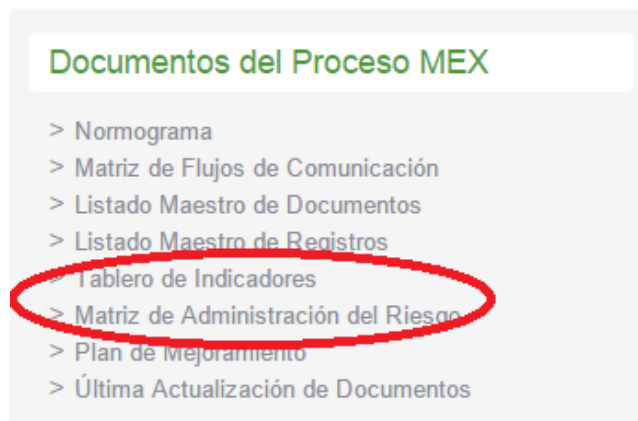 Documentos del Proceso MEX
> Normograma
> Matriz de Flujos de Comunicación
> Listado Maestro de Documentos
> Listado Maestro de Registros
> Tablero de Indicadores
> Matriz de Administración del Riesgo
> Plan de Mejoramiento
> Última Actualización de Documentos